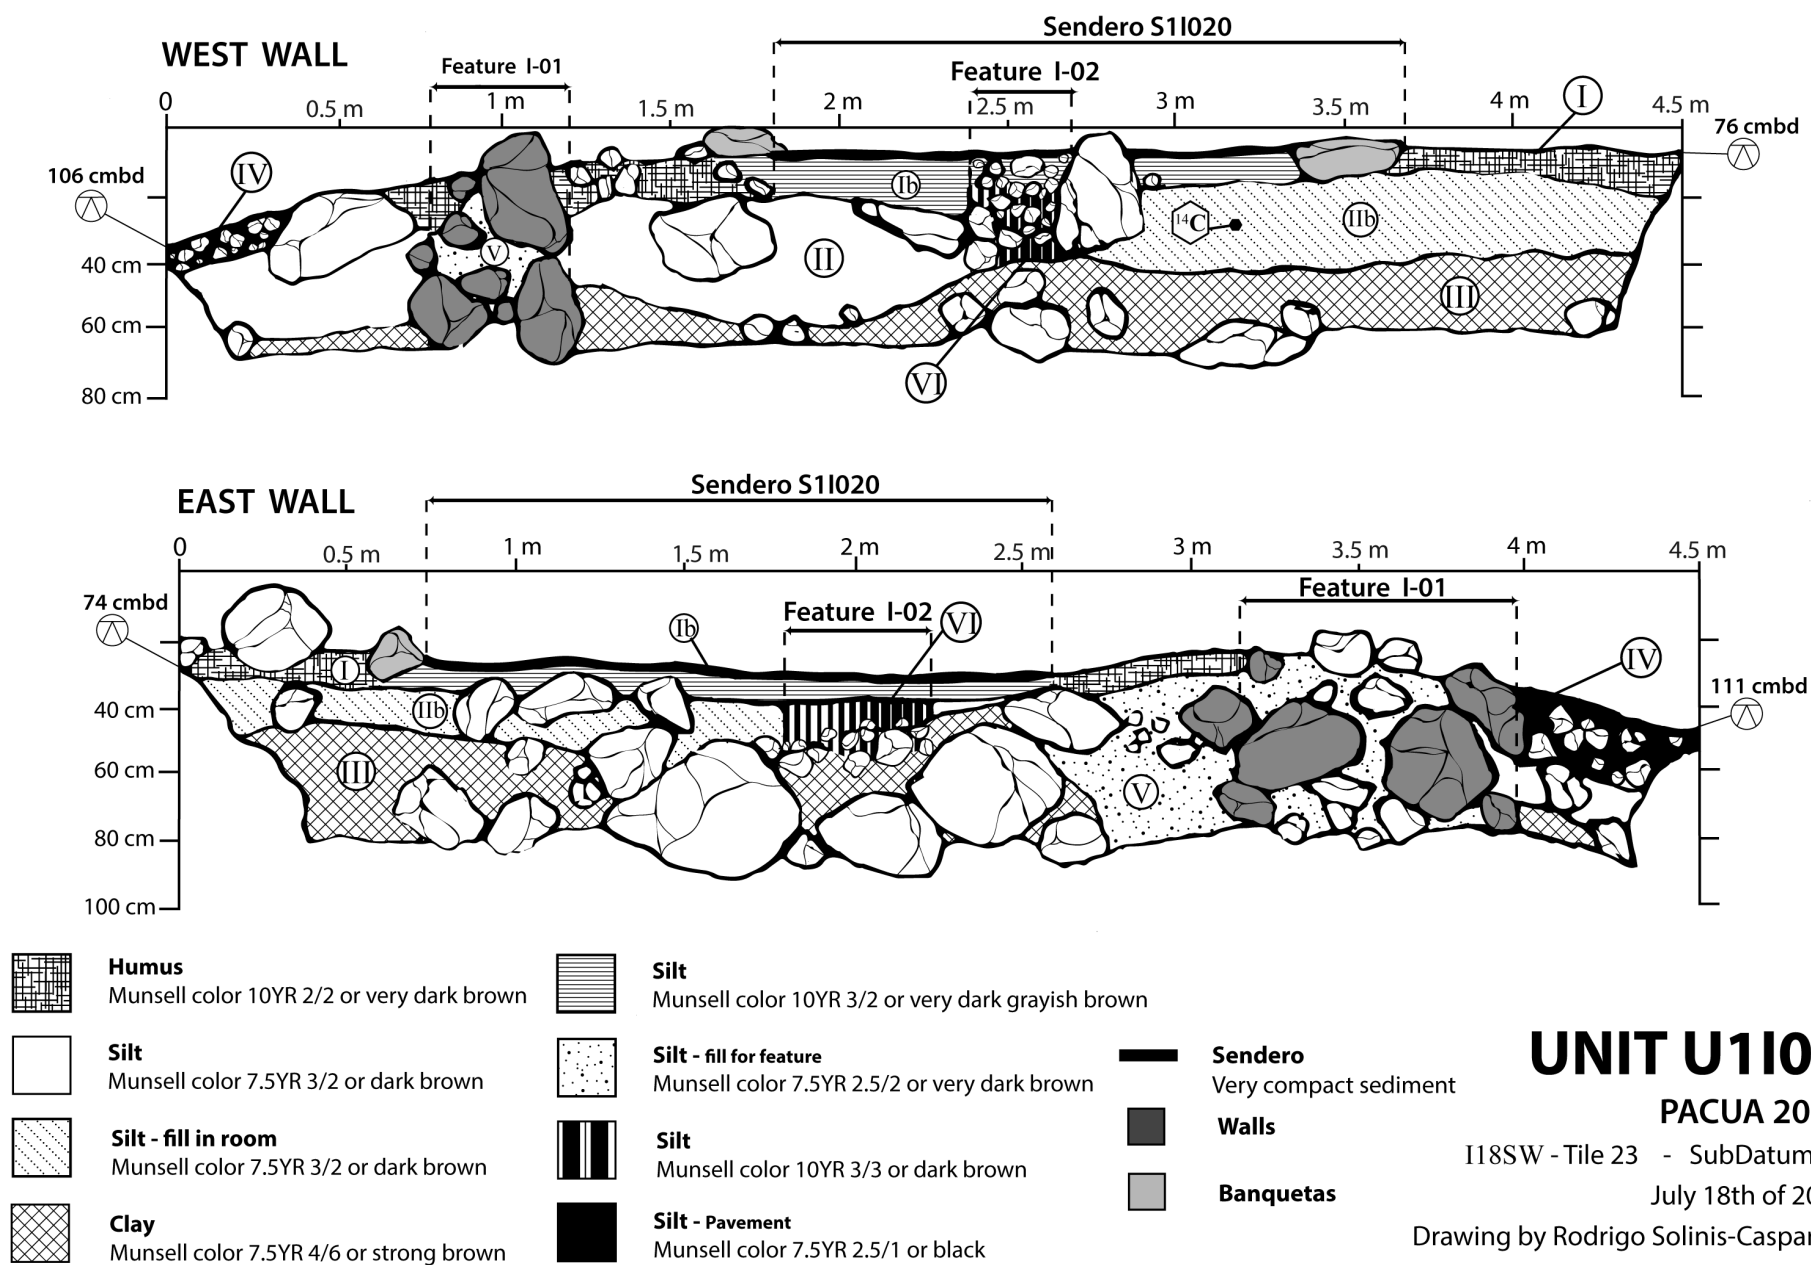 Sendero S1I020
WEST WALL
Feature I-01
Feature I-02
0
0.5 m
1 m
1.5 m
2 m
2.5 m
3 m
3.5 m
4 m
4.5 m
I
76 cmbd
106 cmbd
IV
Ib
14C
IIb
V
II
III
40 cm
60 cm
80 cm
VI
Sendero S1I020
EAST WALL
0
0.5 m
1 m
1.5 m
2 m
2.5 m
3 m
3.5 m
4 m
4.5 m
Feature I-01
74 cmbd
Ib
Feature I-02
VI
IV
I
111 cmbd
IIb
40 cm
III
V
60 cm
80 cm
100 cm
Humus
Munsell color 10YR 2/2 or very dark brown
Silt
Munsell color 7.5YR 3/2 or dark brown
Silt - fill in room
Munsell color 7.5YR 3/2 or dark brown
Clay
Munsell color 7.5YR 4/6 or strong brown
Silt
Munsell color 10YR 3/2 or very dark grayish brown
Silt - fill for feature
Munsell color 7.5YR 2.5/2 or very dark brown
Silt
Munsell color 10YR 3/3 or dark brown
Silt - Pavement
Munsell color 7.5YR 2.5/1 or black
Sendero
Very compact sediment
Walls
Banquetas
UNIT U1I0
PACUA 20
I18SW - Tile 23 - SubDatum
July 18th of 20
Drawing by Rodrigo Solinis-Caspar